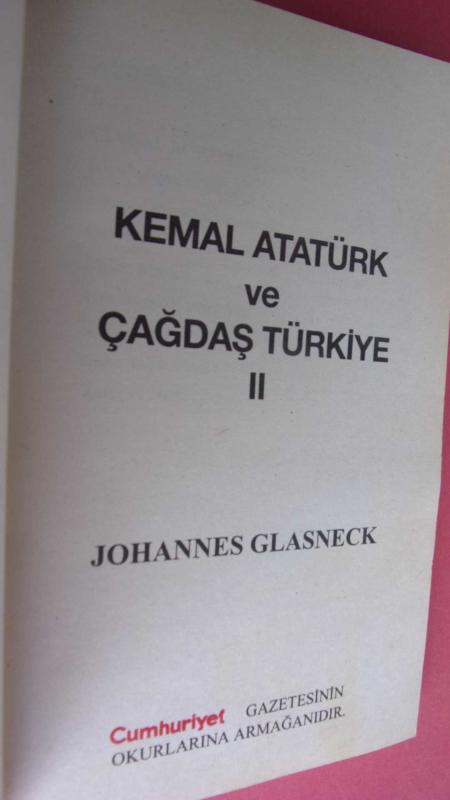 KEMAL ATATÜRK
ve
ÇAĞDAŞ TÜRKİYE
II
JOHANNES GLASNECK
Cumhuriyet GAZETESİNİN
OKURLARINA ARMAĞANIDIR.